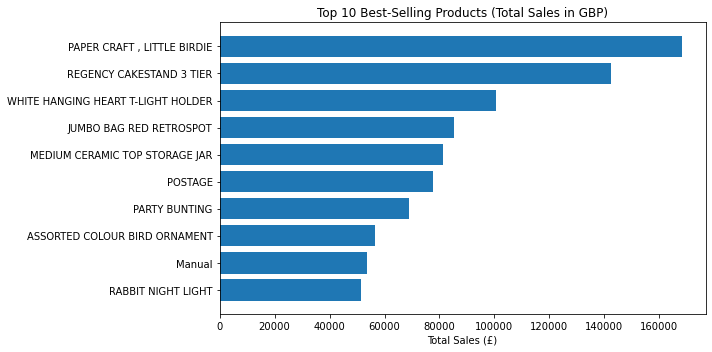 Top 10 Best-Selling Products (Total Sales in GBP)
PAPER CRAFT , LITTLE BIRDIE
REGENCY CAKESTAND 3 TIER
WHITE HANGING HEART T-LIGHT HOLDER
JUMBO BAG RED RETROSPOT
MEDIUM CERAMIC TOP STORAGE JAR
POSTAGE
PARTY BUNTING
ASSORTED COLOUR BIRD ORNAMENT
Manual
RABBIT NIGHT LIGHT
0 20000 40000 60000 80000 100000 120000 140000 160000
Total Sales (£)